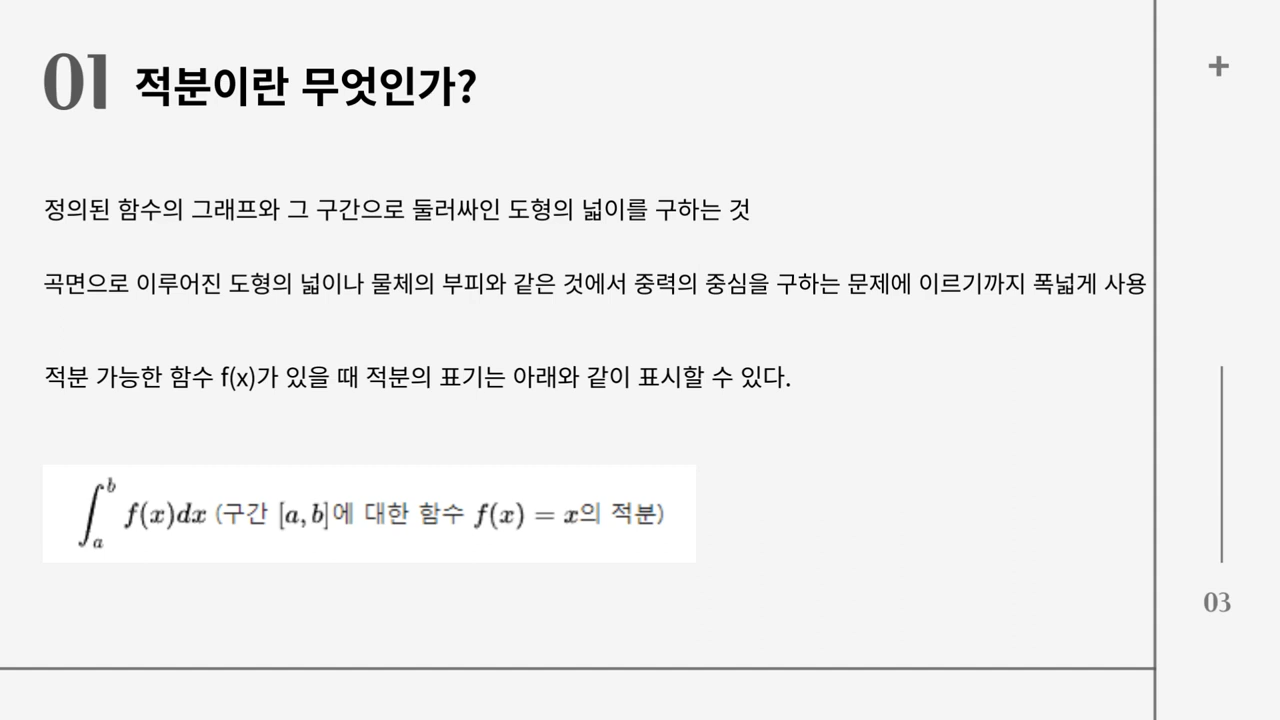 01 적분이란 무엇인가?
+
정의된 함수의 그래프와 그 구간으로 둘러싸인 도형의 넓이를 구하는 것
곡면으로 이루어진 도형의 넓이나 물체의 부피와 같은 것에서 중력의 중심을 구하는 문제에 이르기까지 폭넓게 사용
적분 가능한 함수 f(x)가 있을 때 적분의 표기는 아래와 같이 표시할 수 있다.
∫_a^b f(x)dx (구간 [a, b]에 대한 함수 f(x) = x의 적분)
03